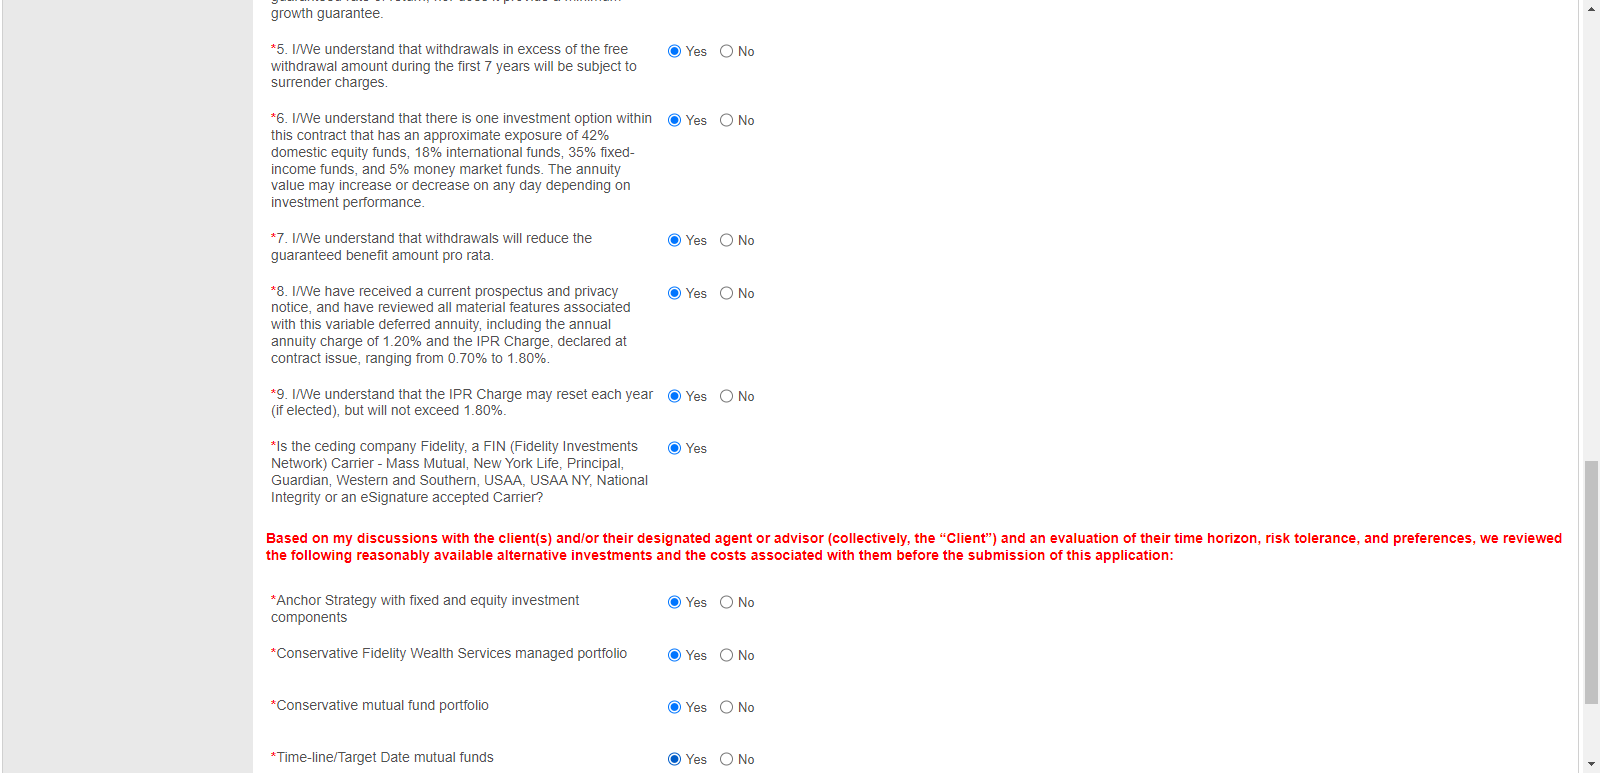 growth guarantee.
*5. I/We understand that withdrawals in excess of the free
withdrawal amount during the first 7 years will be subject to
surrender charges.
Yes No
*6. I/We understand that there is one investment option within
this contract that has an approximate exposure of 42%
domestic equity funds, 18% international funds, 35% fixed-
income funds, and 5% money market funds. The annuity
value may increase or decrease on any day depending on
investment performance.
Yes No
*7. I/We understand that withdrawals will reduce the
guaranteed benefit amount pro rata.
Yes No
*8. I/We have received a current prospectus and privacy
notice, and have reviewed all material features associated
with this variable deferred annuity, including the annual
annuity charge of 1.20% and the IPR Charge, declared at
contract issue, ranging from 0.70% to 1.80%.
Yes No
*9. I/We understand that the IPR Charge may reset each year
(if elected), but will not exceed 1.80%.
Yes No
*Is the ceding company Fidelity, a FIN (Fidelity Investments
Network) Carrier - Mass Mutual, New York Life, Principal,
Guardian, Western and Southern, USAA, USAA NY, National
Integrity or an eSignature accepted Carrier?
Yes
Based on my discussions with the client(s) and/or their designated agent or advisor (collectively, the “Client”) and an evaluation of their time horizon, risk tolerance, and preferences, we reviewed
the following reasonably available alternative investments and the costs associated with them before the submission of this application:
*Anchor Strategy with fixed and equity investment
components
Yes No
*Conservative Fidelity Wealth Services managed portfolio
Yes No
*Conservative mutual fund portfolio
Yes No
*Time-line/Target Date mutual funds
Yes No